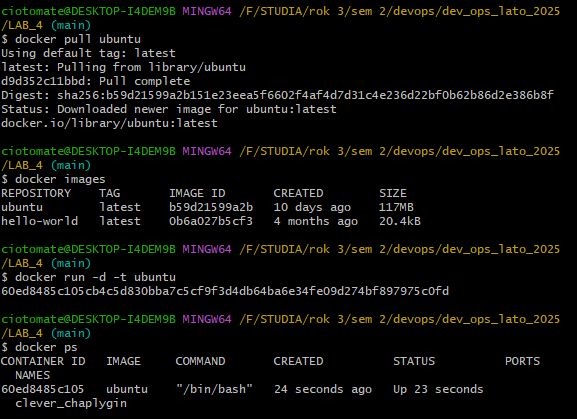 ciotomate@DESKTOP-I4DEM9B MINGW64 /F/STUDIA/rok 3/sem 2/devops/dev_ops_lato_2025
/LAB_4 (main)
$ docker pull ubuntu
Using default tag: latest
latest: Pulling from library/ubuntu
d9d352c11bbd: Pull complete
Digest: sha256:b59d21599a2b151e23eea5f6602f4af4d7d31c4e236d22bf0b62b86d2e386b8f
Status: Downloaded newer image for ubuntu:latest
docker.io/library/ubuntu:latest
ciotomate@DESKTOP-I4DEM9B MINGW64 /F/STUDIA/rok 3/sem 2/devops/dev_ops_lato_2025
/LAB_4 (main)
$ docker images
REPOSITORY    TAG       IMAGE ID       CREATED        SIZE
ubuntu        latest    b59d21599a2b   10 days ago    117MB
hello-world   latest    0b6a027b5cf3   4 months ago   20.4kB
ciotomate@DESKTOP-I4DEM9B MINGW64 /F/STUDIA/rok 3/sem 2/devops/dev_ops_lato_2025
/LAB_4 (main)
$ docker run -d -t ubuntu
60ed8485c105cb4c5d830bba7c5cf9f3d4db64ba6e34fe09d274bf897975c0fd
ciotomate@DESKTOP-I4DEM9B MINGW64 /F/STUDIA/rok 3/sem 2/devops/dev_ops_lato_2025
/LAB_4 (main)
$ docker ps
CONTAINER ID   IMAGE     COMMAND       CREATED          STATUS          PORTS
  NAMES
60ed8485c105   ubuntu    "/bin/bash"   24 seconds ago   Up 23 seconds
  clever_chaplygin